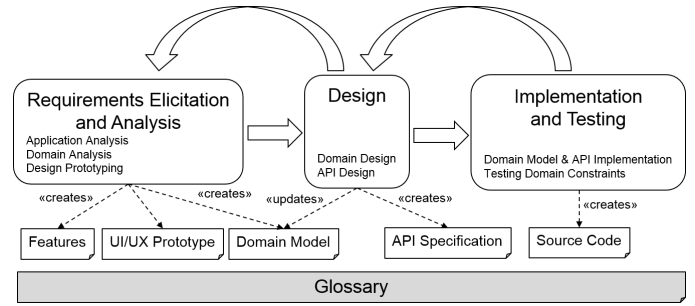 Requirements Elicitation
and Analysis
Application Analysis
Domain Analysis
Design Prototyping
Design
Domain Design
API Design
Implementation
and Testing
Domain Model & API Implementation
Testing Domain Constraints
«creates»
«creates»
«updates»
«creates»
«creates»
Features
UI/UX Prototype
Domain Model
API Specification
Source Code
Glossary